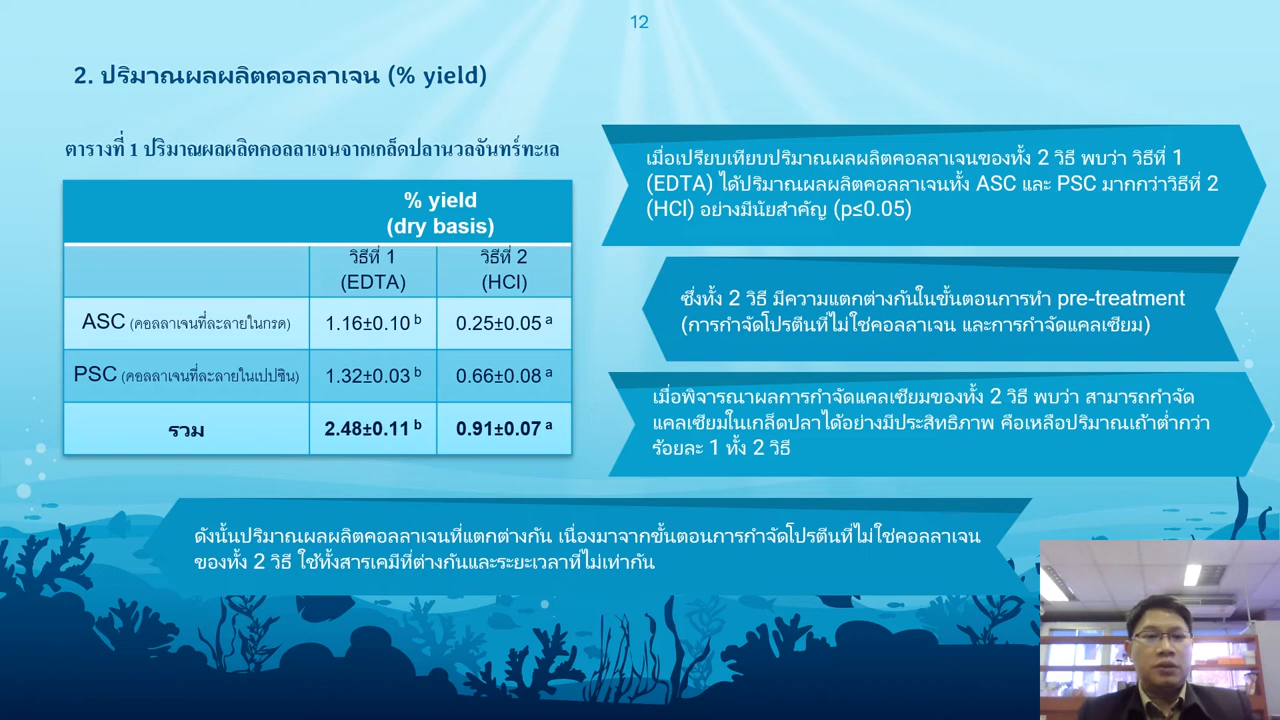 12
2. ปริมาณผลผลิตคอลลาเจน (% yield)
ตารางที่ 1 ปริมาณผลผลิตคอลลาเจนจากเกล็ดปลานวลจันทร์ทะเล
% yield
(dry basis)
วิธีที่ 1
(EDTA)
วิธีที่ 2
(HCl)
ASC (คอลลาเจนที่ละลายในกรด) 1.16±0.10 b 0.25±0.05 a
PSC (คอลลาเจนที่ละลายในเปปซิน) 1.32±0.03 b 0.66±0.08 a
รวม 2.48±0.11 b 0.91±0.07 a
เมื่อเปรียบเทียบปริมาณผลผลิตคอลลาเจนของทั้ง 2 วิธี พบว่า วิธีที่ 1
(EDTA) ได้ปริมาณผลผลิตคอลลาเจนทั้ง ASC และ PSC มากกว่าวิธีที่ 2
(HCl) อย่างมีนัยสำคัญ (p≤0.05)
ซึ่งทั้ง 2 วิธี มีความแตกต่างกันในขั้นตอนการทำ pre-treatment
(การกำจัดโปรตีนที่ไม่ใช่คอลลาเจน และการกำจัดแคลเซียม)
เมื่อพิจารณาผลการกำจัดแคลเซียมของทั้ง 2 วิธี พบว่า สามารถกำจัด
แคลเซียมในเกล็ดปลาได้อย่างมีประสิทธิภาพ คือเหลือปริมาณเถ้าต่ำกว่า
ร้อยละ 1 ทั้ง 2 วิธี
ดังนั้นปริมาณผลผลิตคอลลาเจนที่แตกต่างกัน เนื่องมาจากขั้นตอนการกำจัดโปรตีนที่ไม่ใช่คอลลาเจน
ของทั้ง 2 วิธี ใช้ทั้งสารเคมีที่ต่างกันและระยะเวลาที่ไม่เท่ากัน